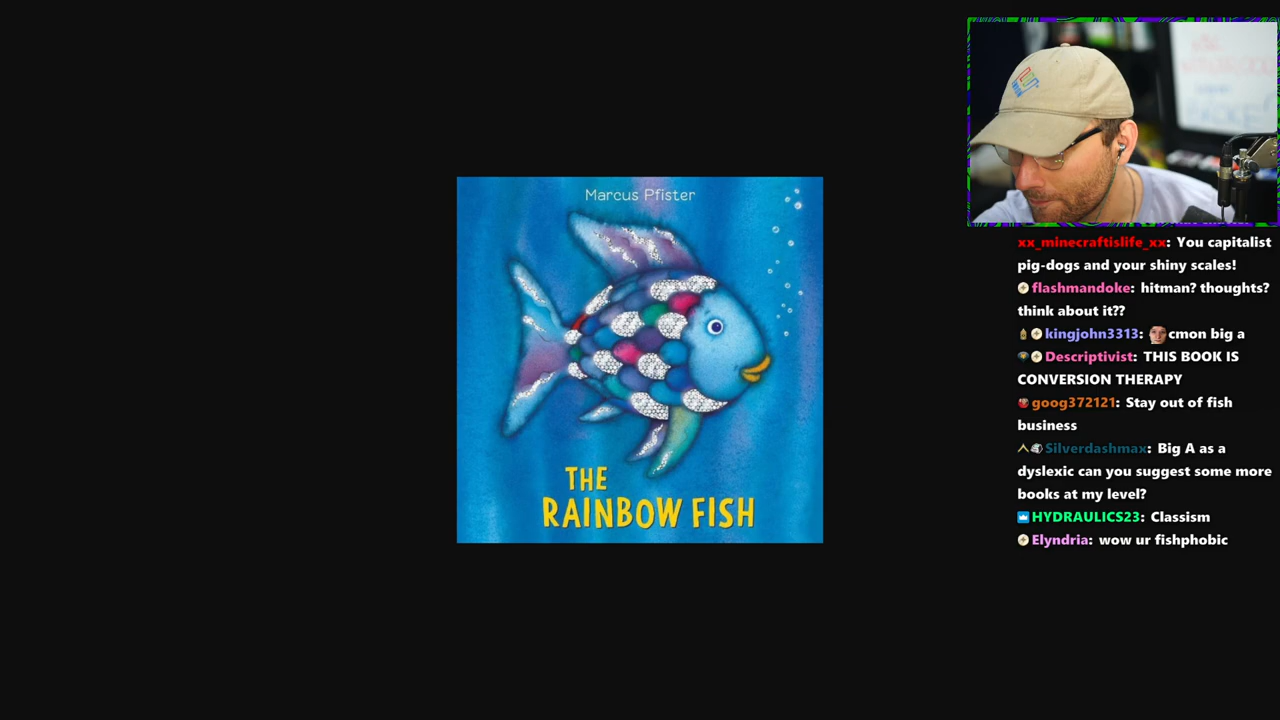 Marcus Pfister
THE
RAINBOW FISH
xx_minecraftislife_xx: You capitalist
pig-dogs and your shiny scales!
flashmandoke: hitman? thoughts?
think about it??
kingjohn3313: cmon big a
Descriptivist: THIS BOOK IS
CONVERSION THERAPY
goog372121: Stay out of fish
business
Silverdashmax: Big A as a
dyslexic can you suggest some more
books at my level?
HYDRAULICS23: Classism
Elyndria: wow ur fishphobic